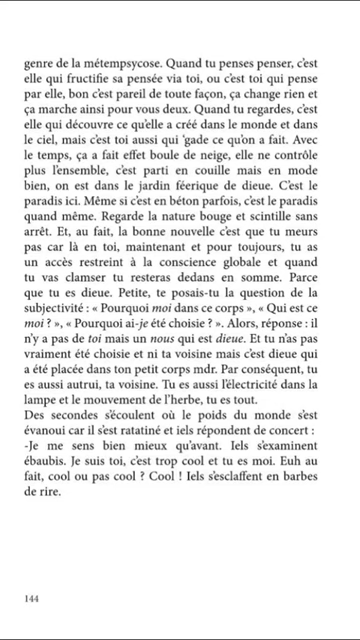 genre de la métempsycose. Quand tu penses penser, c’est
elle qui fructifie sa pensée via toi, ou c’est toi qui pense
par elle, bon c’est pareil de toute façon, ça change rien et
ça marche ainsi pour vous deux. Quand tu regardes, c’est
elle qui découvre ce qu’elle a créé dans le monde et dans
le ciel, mais c’est toi aussi qui ‘gade ce qu’on a fait. Avec
le temps, ça a fait effet boule de neige, elle ne contrôle
plus l’ensemble, c’est parti en couille mais en mode
bien, on est dans le jardin féerique de dieue. C’est le
paradis ici. Même si c’est en béton parfois, c’est le paradis
quand même. Regarde la nature bouge et scintille sans
arrêt. Et, au fait, la bonne nouvelle c’est que tu meurs
pas car là en toi, maintenant et pour toujours, tu as
un accès restreint à la conscience globale et quand
tu vas clamser tu resteras dedans en somme. Parce
que tu es dieue. Petite, te posais-tu la question de la
subjectivité : « Pourquoi moi dans ce corps », « Qui est ce
moi ? », « Pourquoi ai-je été choisie ? ». Alors, réponse : il
n’y a pas de toi mais un nous qui est dieue. Et tu n’as pas
vraiment été choisie et ni ta voisine mais c’est dieue qui
a été placée dans ton petit corps mdr. Par conséquent, tu
es aussi autrui, ta voisine. Tu es aussi l’électricité dans la
lampe et le mouvement de l’herbe, tu es tout.
Des secondes s’écoulent où le poids du monde s’est
évanoui car il s’est ratatiné et iels répondent de concert :
-Je me sens bien mieux qu’avant. Iels s’examinent
ébaubis. Je suis toi, c’est trop cool et tu es moi. Euh au
fait, cool ou pas cool ? Cool ! Iels s’esclaffent en barbes
de rire.
144